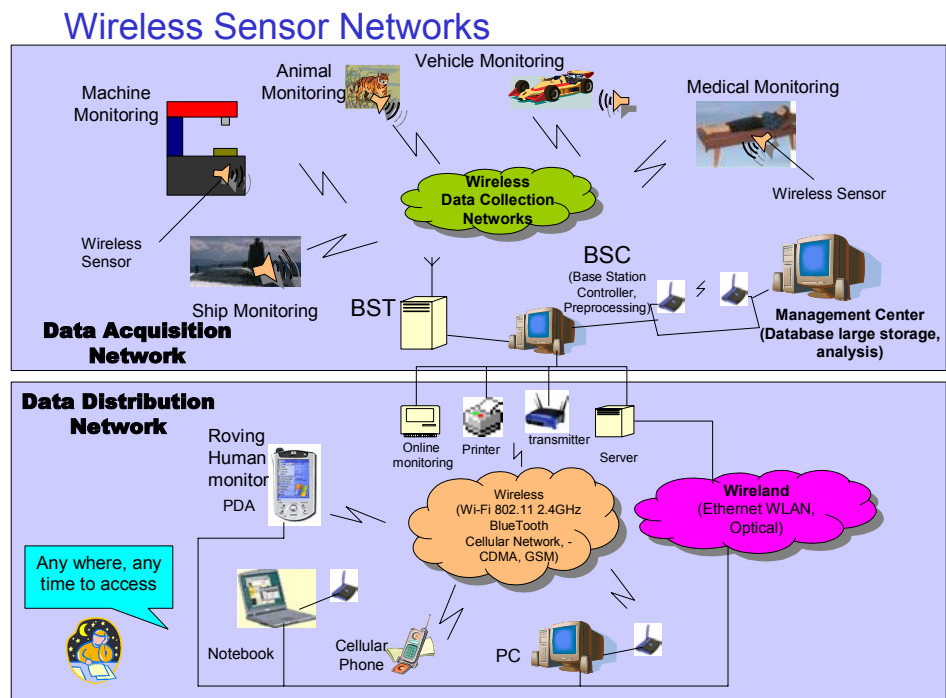 Wireless Sensor Networks
Machine
Monitoring
Animal
Monitoring
Vehicle Monitoring
Medical Monitoring
Wireless
Data Collection
Networks
Wireless Sensor
Wireless
Sensor
Ship Monitoring
BST
BSC
(Base Station
Controller,
Preprocessing)
Management Center
(Database large storage,
analysis)
Data Acquisition
Network
Data Distribution
Network
Roving
Human
monitor
PDA
Online
monitoring
Printer
transmitter
Server
Wireless
(Wi-Fi 802.11 2.4GHz
BlueTooth
Cellular Network, -
CDMA, GSM)
Wireland
(Ethernet WLAN,
Optical)
Any where, any
time to access
Notebook
Cellular
Phone
PC